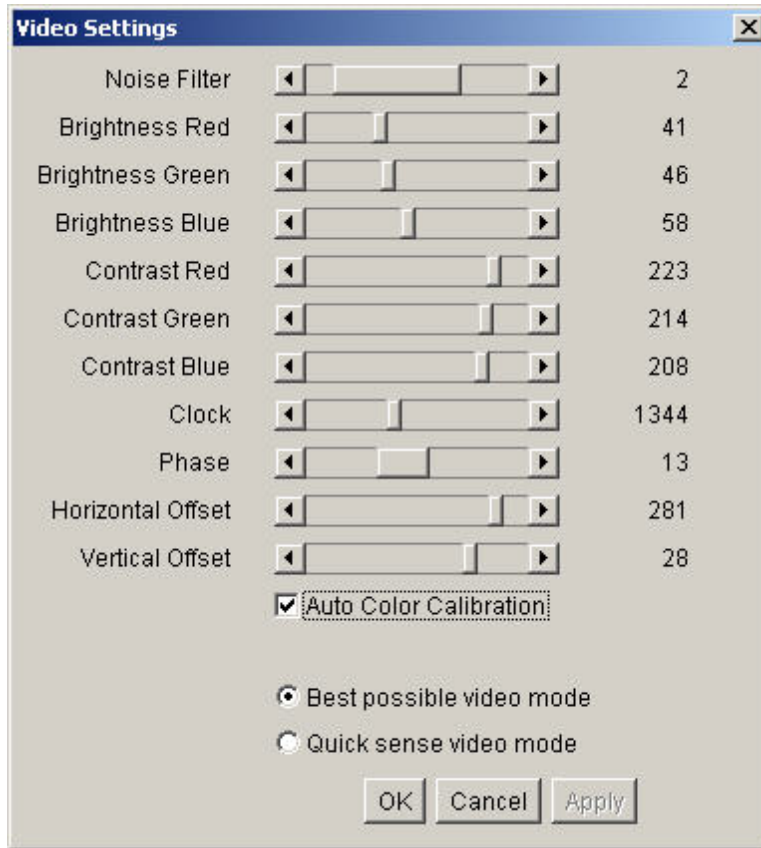 Video Settings
Noise Filter 2
Brightness Red 41
Brightness Green 46
Brightness Blue 58
Contrast Red 223
Contrast Green 214
Contrast Blue 208
Clock 1344
Phase 13
Horizontal Offset 281
Vertical Offset 28
Auto Color Calibration
Best possible video mode
Quick sense video mode
OK Cancel Apply